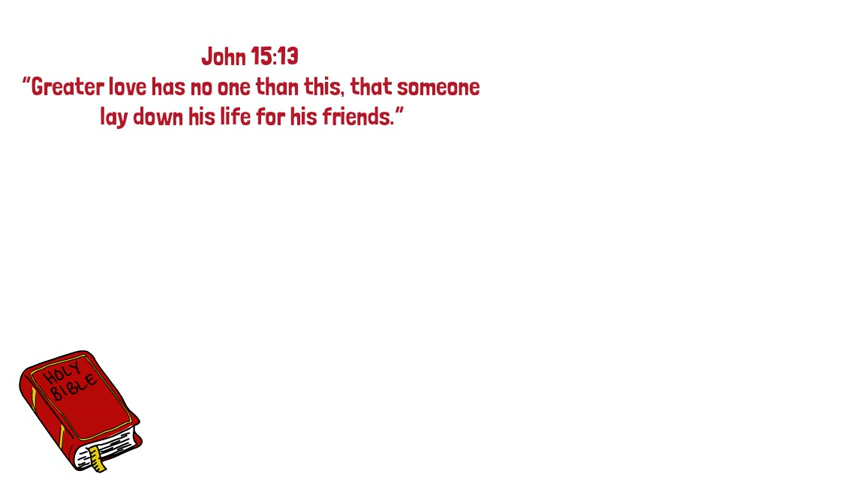 John 15:13
“Greater love has no one than this, that someone
lay down his life for his friends.”
HOLY
BIBLE